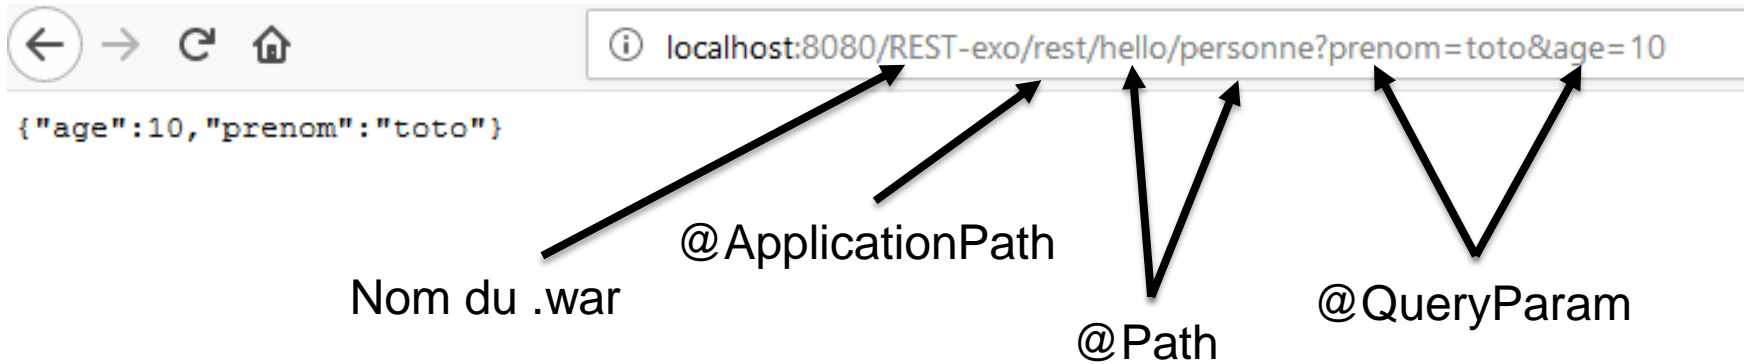 localhost:8080/REST-exo/rest/hello/personne?prenom=toto&age=10
{"age":10,"prenom":"toto"}
@ApplicationPath
Nom du .war
@QueryParam
@Path